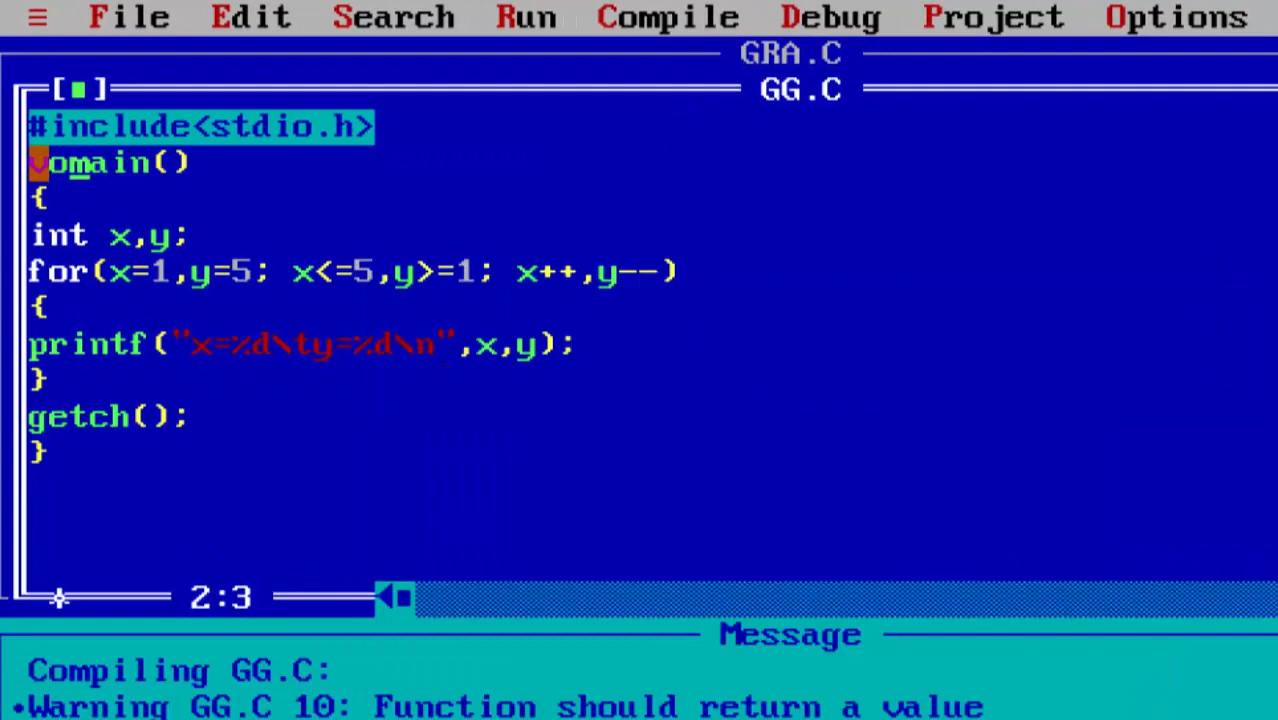 ≡ File Edit Search Run Compile Debug Project Options
GRA.C
[■] GG.C
#include<stdio.h>
vomain()
{
int x,y;
for(x=1,y=5; x<=5,y>=1; x++,y--)
{
printf("x=%d\ty=%d\n",x,y);
}
getch();
}
2:3
Message
Compiling GG.C:
•Warning GG.C 10: Function should return a value